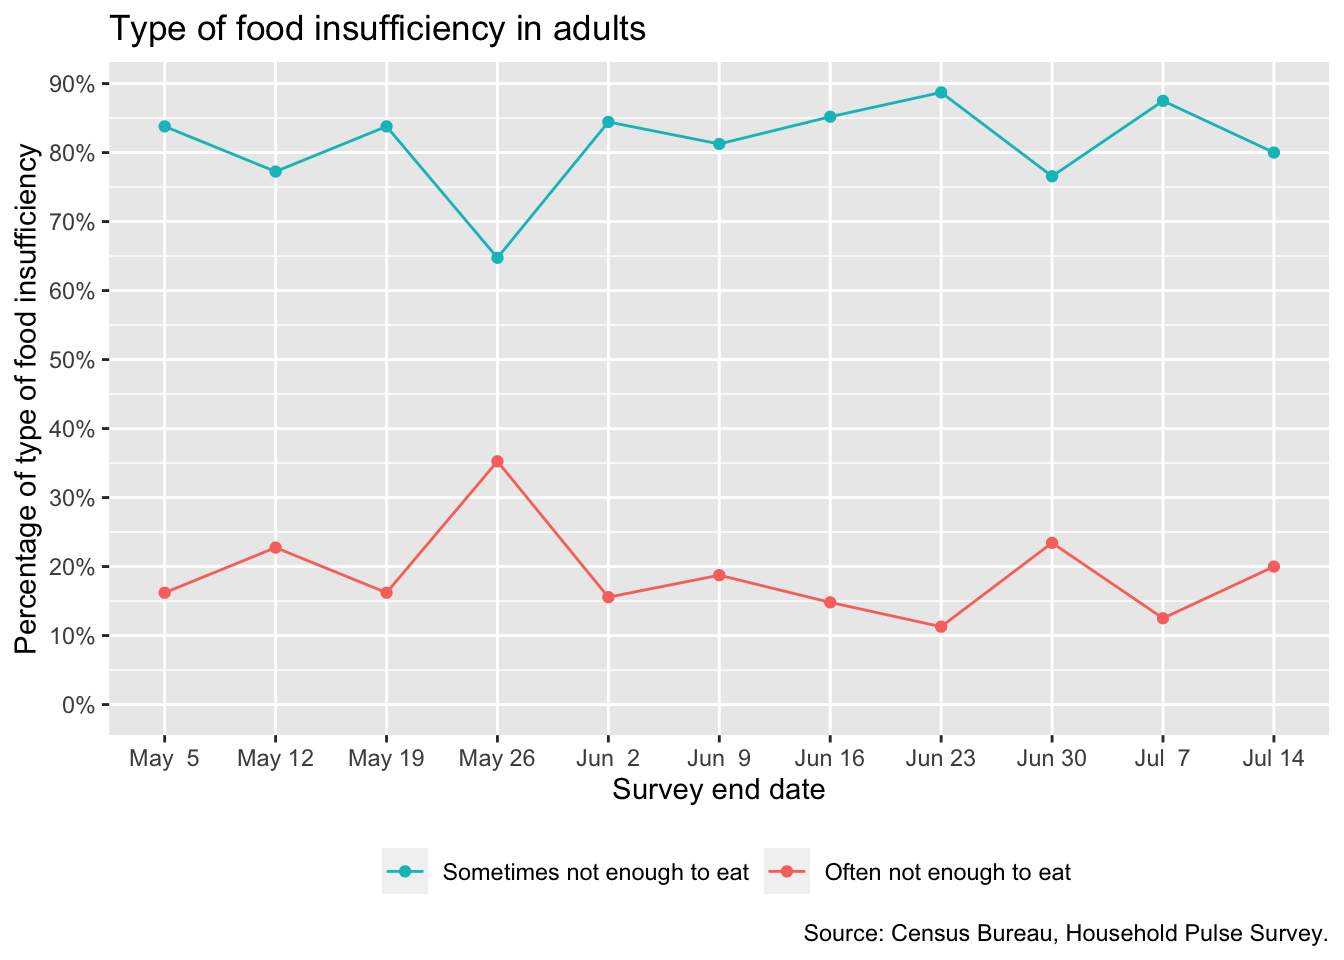 Type of food insufficiency in adults
Percentage of type of food insufficiency
90%
80%
70%
60%
50%
40%
30%
20%
10%
0%
May  5 May 12 May 19 May 26 Jun  2 Jun  9 Jun 16 Jun 23 Jun 30 Jul  7 Jul 14
Survey end date
Sometimes not enough to eat Often not enough to eat
Source: Census Bureau, Household Pulse Survey.